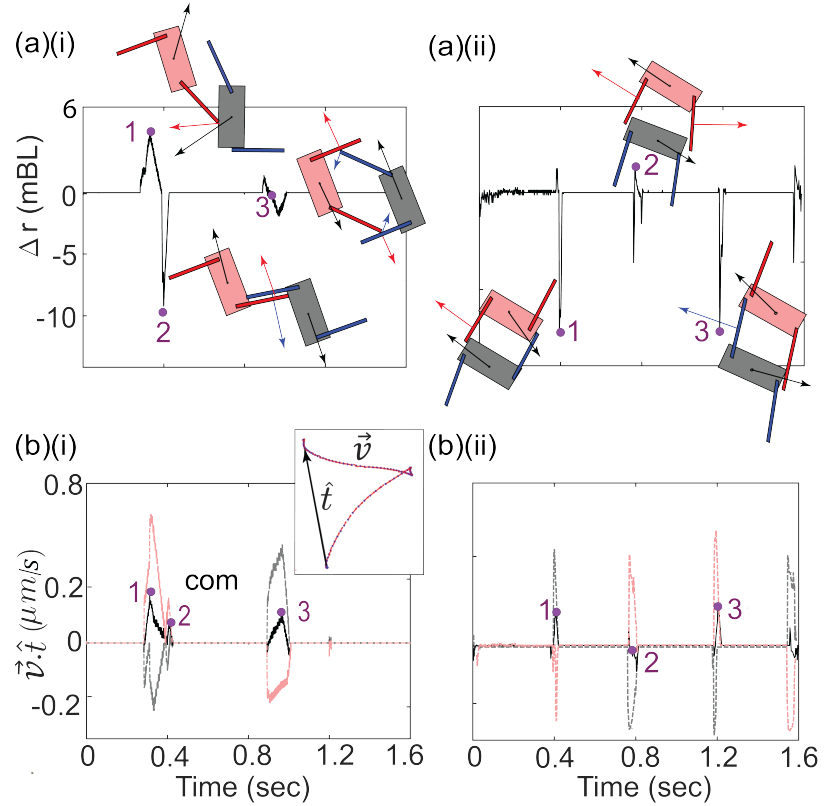 (a)(i)
(a)(ii)
6
1
2
0
3
Δ r (mBL)
-5
-10
2
1
3
(b)(i)
(b)(ii)
0.8
v⃗
t̂
com
0.2
1
2
3
1
3
2
0
v⃗.t̂ (μm/s)
-0.2
0
0.4
0.8
1.2
1.6
0
0.4
0.8
1.2
1.6
Time (sec)
Time (sec)